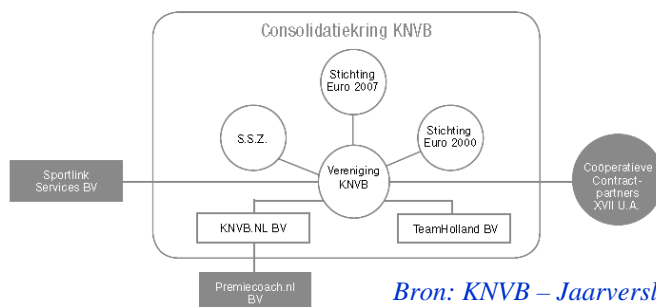 Consolidatiekring KNVB
Stichting
Euro 2007
S.S.Z.
Stichting
Euro 2000
Sportlink
Services BV
Vereniging
KNVB
Coöperatieve
Contract-
partners
XVII U.A.
KNVB.NL BV
TeamHolland BV
Premiecoach.nl
BV
Bron: KNVB – Jaarversl